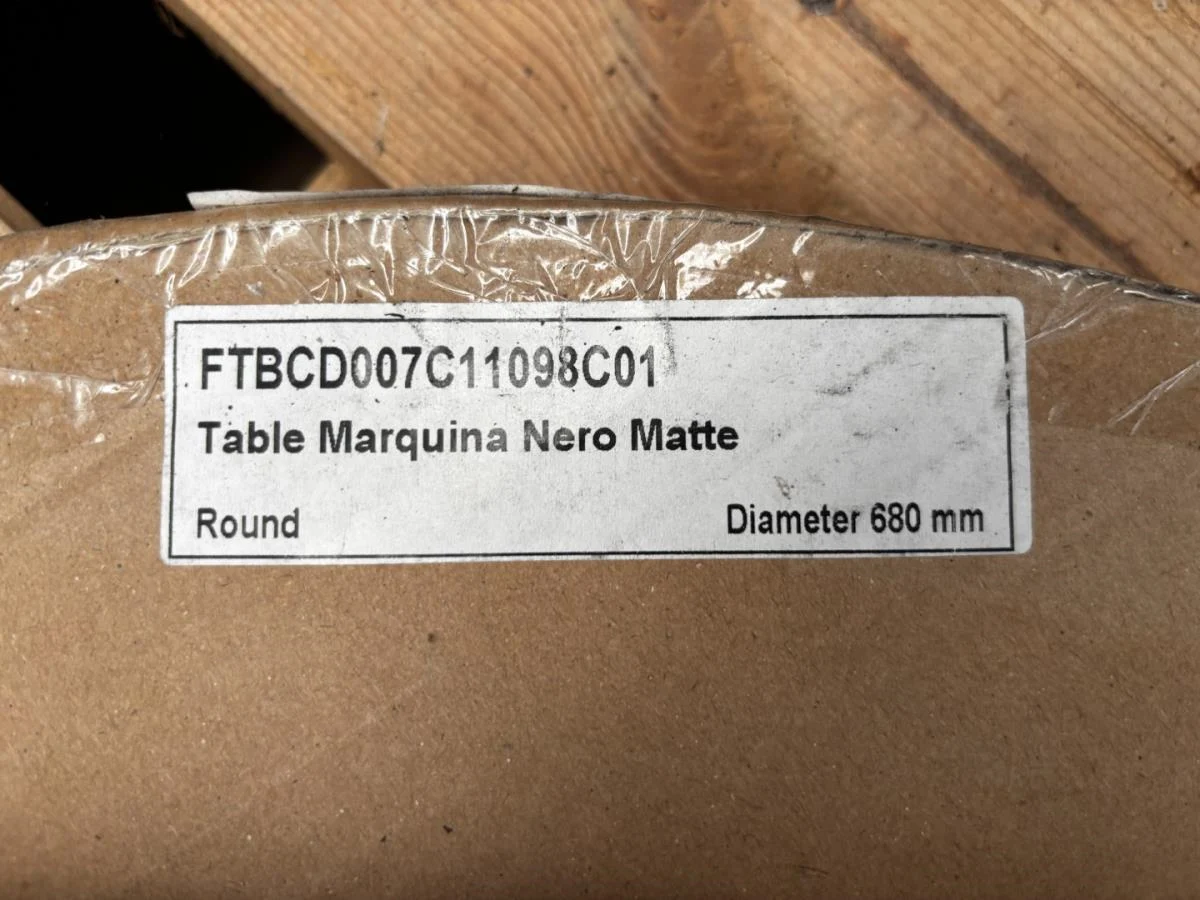 FTBCD007C11098C01
Table Marquina Nero Matte
Round Diameter 680 mm